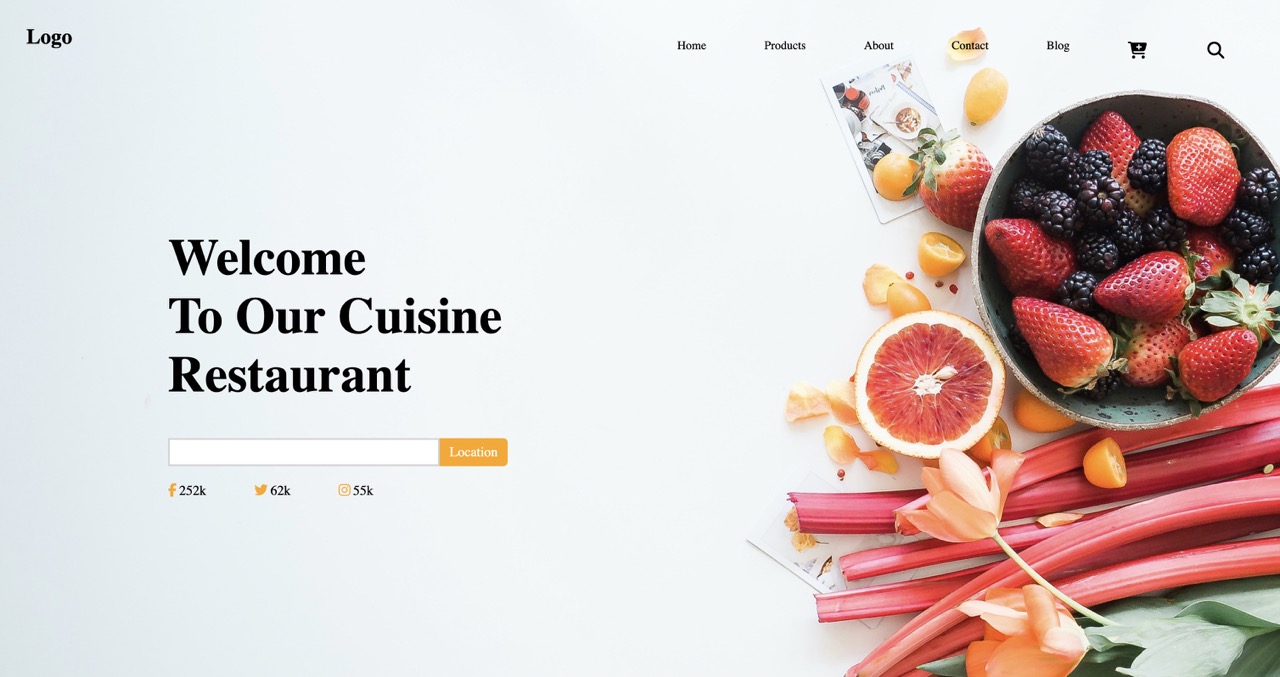 Logo
Home Products About Contact Blog
Welcome
To Our Cuisine
Restaurant
Location
252k 62k 55k